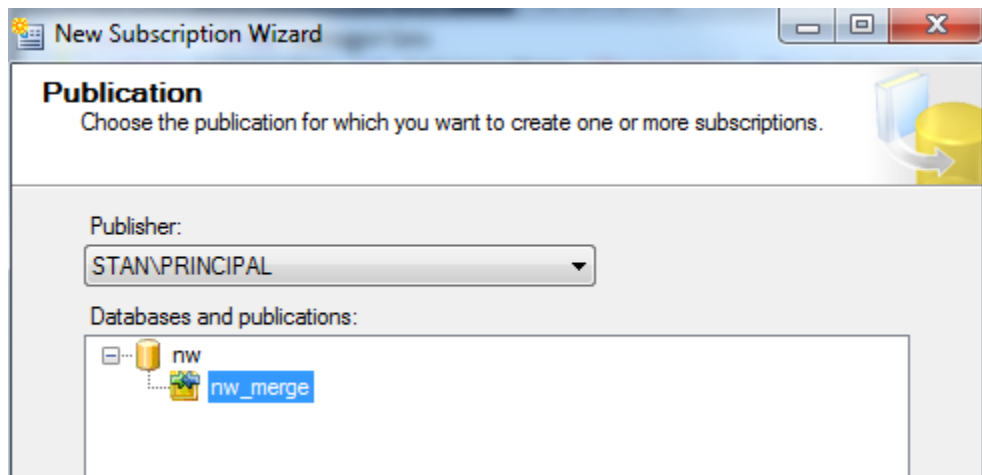 New Subscription Wizard
Publication
Choose the publication for which you want to create one or more subscriptions.
Publisher:
STAN\PRINCIPAL
Databases and publications:
nw
nw_merge